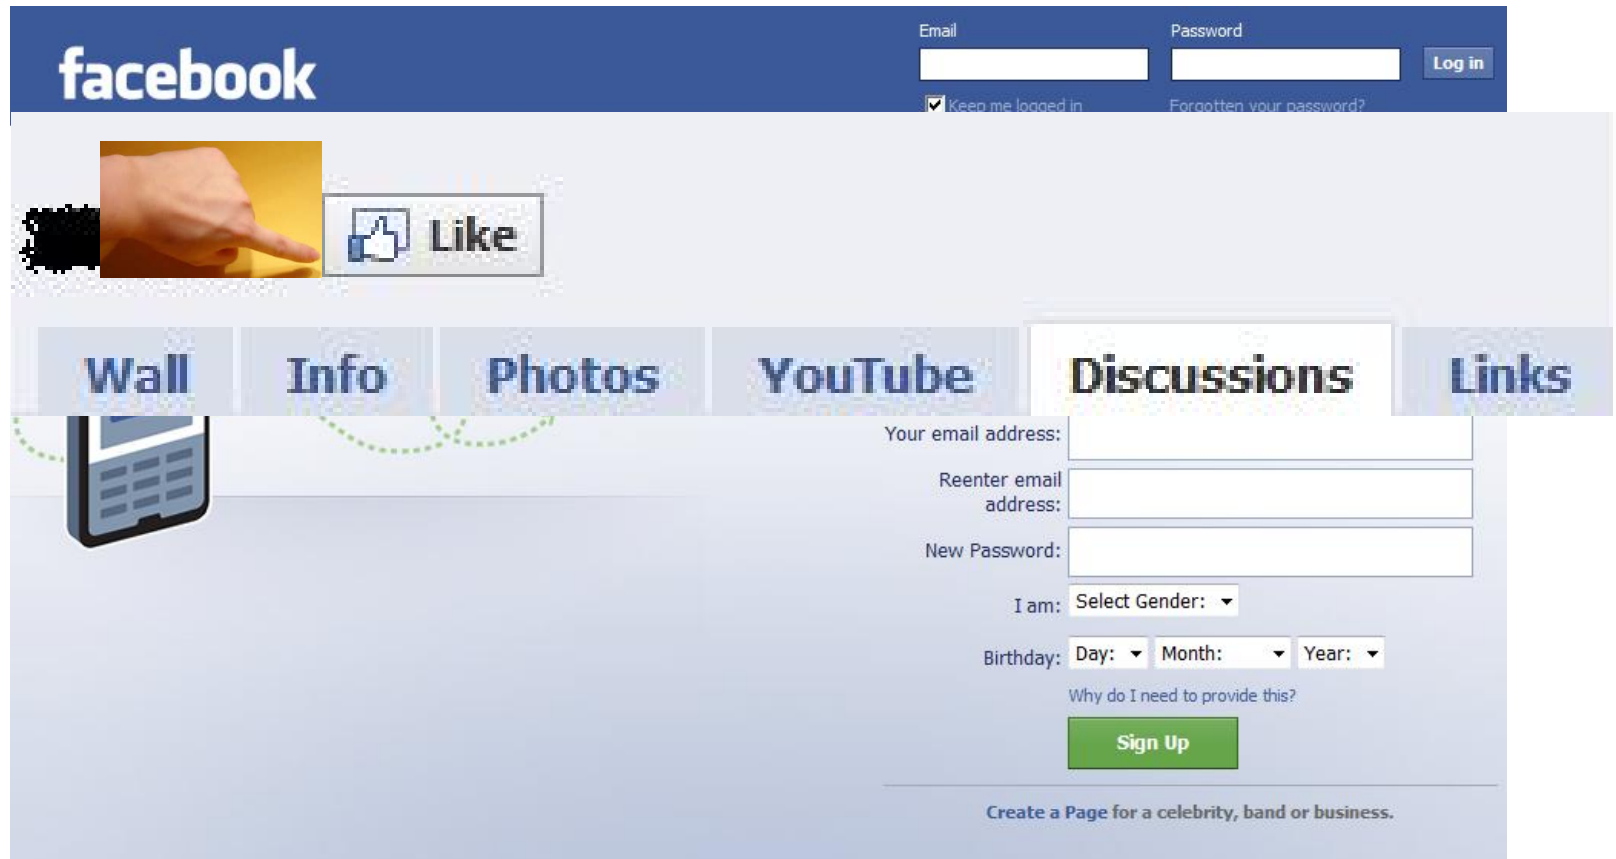 Email Password
facebook
Log in
Keep me logged in Forgotten your password?
Like
Wall Info Photos YouTube Discussions Links
Your email address:
Reenter email
address:
New Password:
I am: Select Gender:
Birthday: Day: Month: Year:
Why do I need to provide this?
Sign Up
Create a Page for a celebrity, band or business.